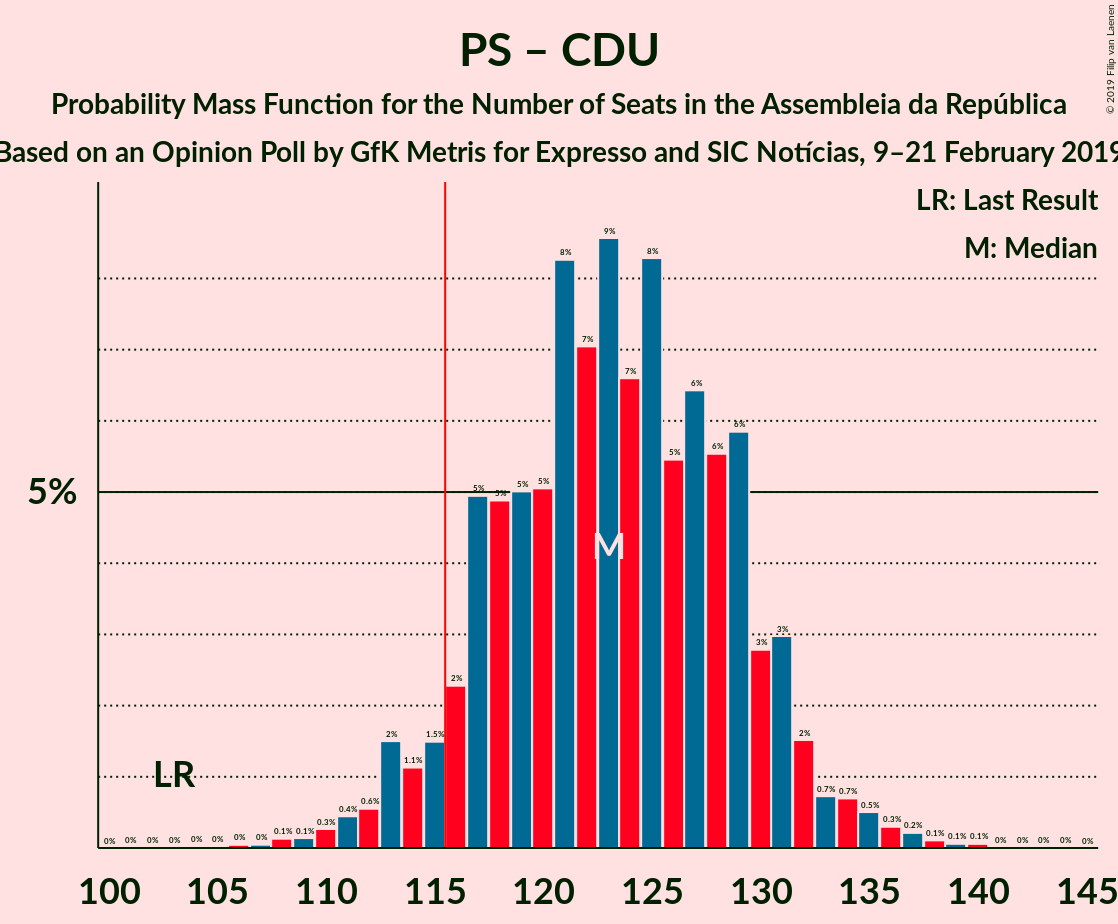 PS – CDU
Probability Mass Function for the Number of Seats in the Assembleia da República
Based on an Opinion Poll by GfK Metris for Expresso and SIC Notícias, 9–21 February 2019
© 2019 Filip van Laenen
LR: Last Result
M: Median
5%
0% 0% 0% 0% 0% 0% 0% 0% 0.1% 0.1% 0.3% 0.4% 0.6% 2% 1.1% 1.5% 2% 5% 5% 5% 5% 8% 7% 9% 7% 8% 5% 6% 6% 6% 3% 3% 2% 0.7% 0.7% 0.5% 0.3% 0.2% 0.1% 0.1% 0.1% 0% 0% 0% 0% 0%
M
LR
100 105 110 115 120 125 130 135 140 145